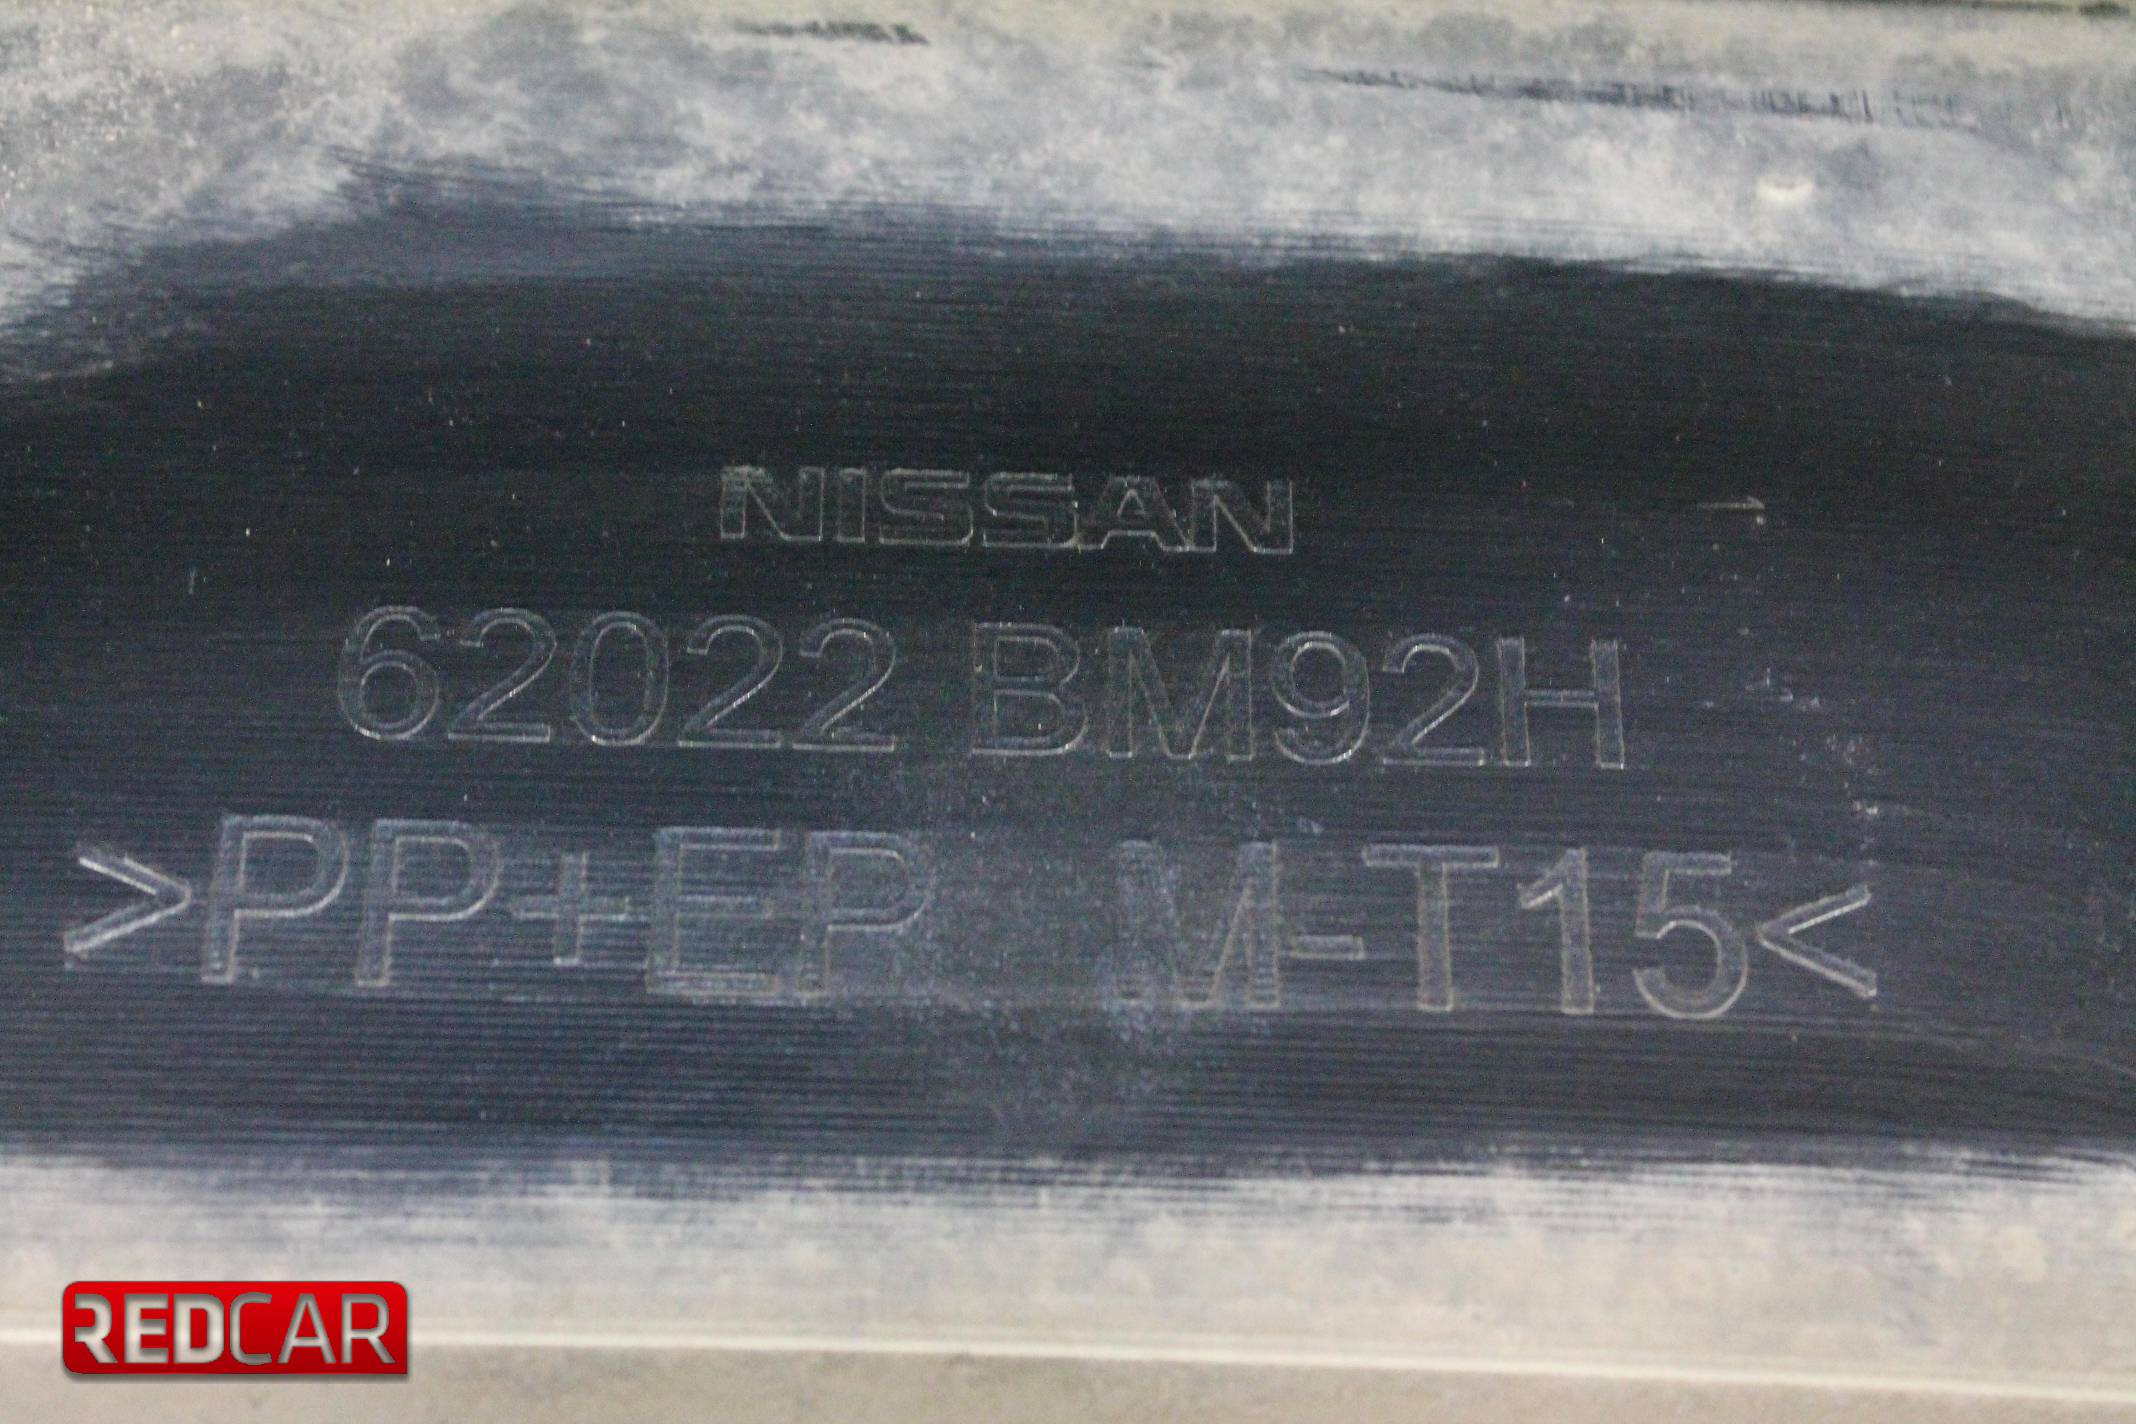 NISSAN
62022 BM92H
>PP+EP M-T15<
REDCAR